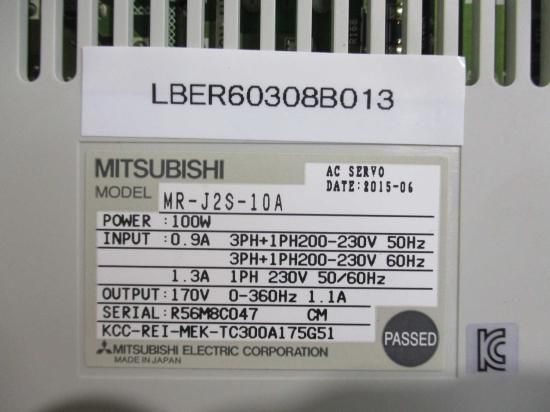 LBER60308B013
MITSUBISHI
AC SERVO
DATE:2015-06
MODEL MR-J2S-10A
POWER :100W
INPUT :0.9A 3PH+1PH200-230V 50Hz
3PH+1PH200-230V 60Hz
1.3A 1PH 230V 50/60Hz
OUTPUT:170V 0-360Hz 1.1A
SERIAL:R56M8C047 CM
KCC-REI-MEK-TC300A175G51
PASSED
MITSUBISHI ELECTRIC CORPORATION
MADE IN JAPAN